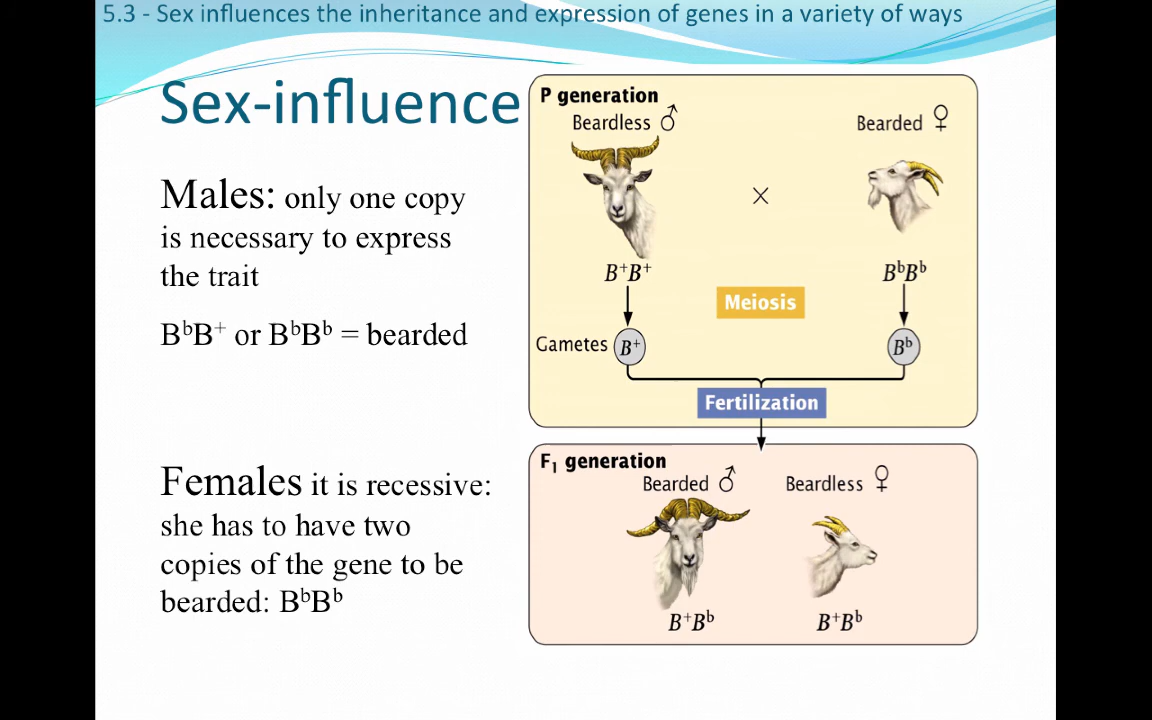 5.3 - Sex influences the inheritance and expression of genes in a variety of ways
Sex-influence
Males: only one copy
is necessary to express
the trait
BᵇB⁺ or BᵇBᵇ = bearded
Females it is recessive:
she has to have two
copies of the gene to be
bearded: BᵇBᵇ
P generation
Beardless ♂
Bearded ♀
×
B⁺B⁺
BᵇBᵇ
Meiosis
Gametes B⁺
Bᵇ
Fertilization
F₁ generation
Bearded ♂
Beardless ♀
B⁺Bᵇ
B⁺Bᵇ